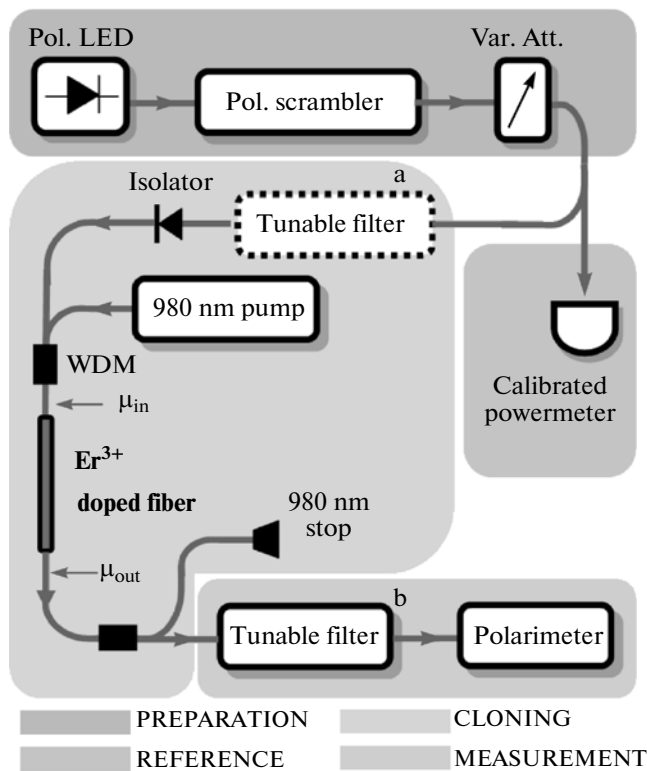 Pol. LED
Var. Att.
Pol. scrambler
a
Isolator
Tunable filter
980 nm pump
WDM
μin
Calibrated
powermeter
Er³⁺
doped fiber
980 nm
stop
μout
b
Tunable filter
Polarimeter
PREPARATION
CLONING
REFERENCE
MEASUREMENT